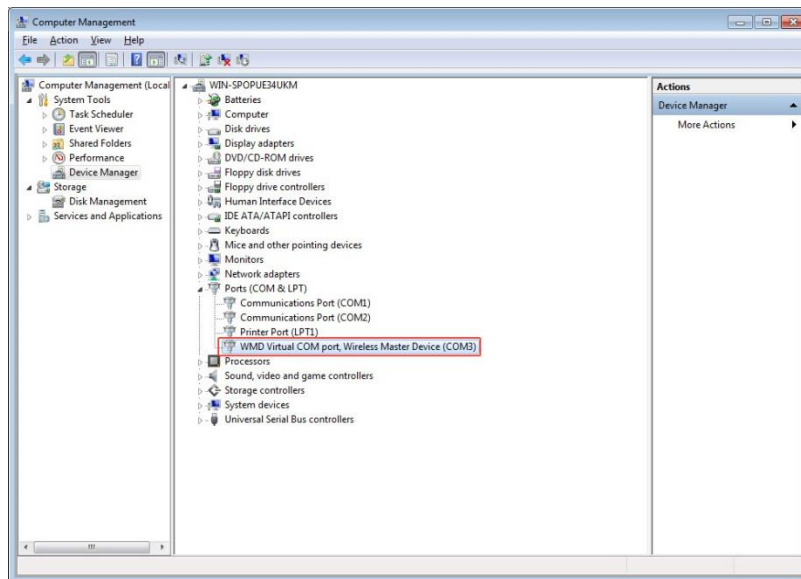 Computer Management
File Action View Help
Computer Management (Local
System Tools
Task Scheduler
Event Viewer
Shared Folders
Performance
Device Manager
Storage
Disk Management
Services and Applications
WIN-SPOPUE34UKM
Batteries
Computer
Disk drives
Display adapters
DVD/CD-ROM drives
Floppy disk drives
Floppy drive controllers
Human Interface Devices
IDE ATA/ATAPI controllers
Keyboards
Mice and other pointing devices
Monitors
Network adapters
Ports (COM & LPT)
Communications Port (COM1)
Communications Port (COM2)
Printer Port (LPT1)
WMD Virtual COM port, Wireless Master Device (COM3)
Processors
Sound, video and game controllers
Storage controllers
System devices
Universal Serial Bus controllers
Actions
Device Manager
More Actions